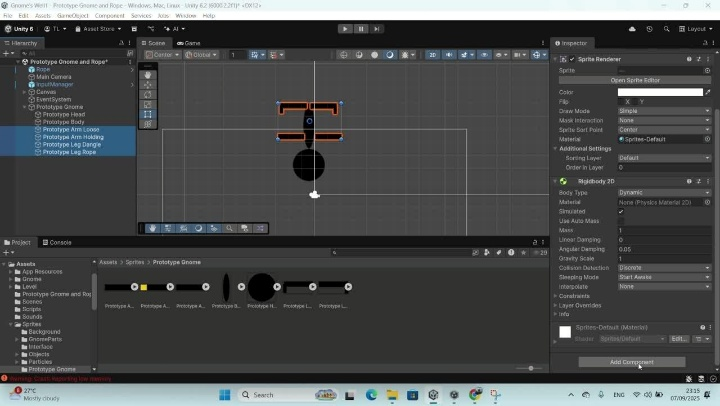 Gnome's Well - Prototype Gnome and Rope - Windows, Mac, Linux - Unity 6.2 (6000.2.2f1)* <DX12>
File Edit Assets GameObject Component Services Jobs Window Help
Unity 6 TL Asset Store AI Layout
Hierarchy Scene Game Inspector
All
Center Global 1 2D
Prototype Gnome and Rope*
Rope
Main Camera
InputManager
Canvas
EventSystem
Prototype Gnome
Prototype Head
Prototype Body
Prototype Arm Loose
Prototype Arm Holding
Prototype Leg Dangle
Prototype Leg Rope
Sprite Renderer
Sprite
Open Sprite Editor
Color
Flip X Y
Draw Mode Simple
Mask Interaction None
Sprite Sort Point Center
Material Sprites-Default
Additional Settings
Sorting Layer Default
Order in Layer 0
Rigidbody 2D
Body Type Dynamic
Material None (Physics Material 2D)
Simulated
Use Auto Mass
Mass 1
Linear Damping 0
Angular Damping 0.05
Gravity Scale 1
Collision Detection Discrete
Sleeping Mode Start Awake
Interpolate None
Constraints
Layer Overrides
Info
Sprites-Default (Material)
Shader Sprites/Default Edit...
Add Component
Project Console
29
Assets
App Resources
Gnome
Level
Prototype Gnome and Rop
Scenes
Scripts
Sounds
Sprites
Background
GnomeParts
Interface
Objects
Particles
Prototype Gnome
Assets > Sprites > Prototype Gnome
Prototype A... Prototype A... Prototype A... Prototype B... Prototype H... Prototype L... Prototype L...
27°C
Mostly cloudy
Search
ENG
23:15
07/09/2025